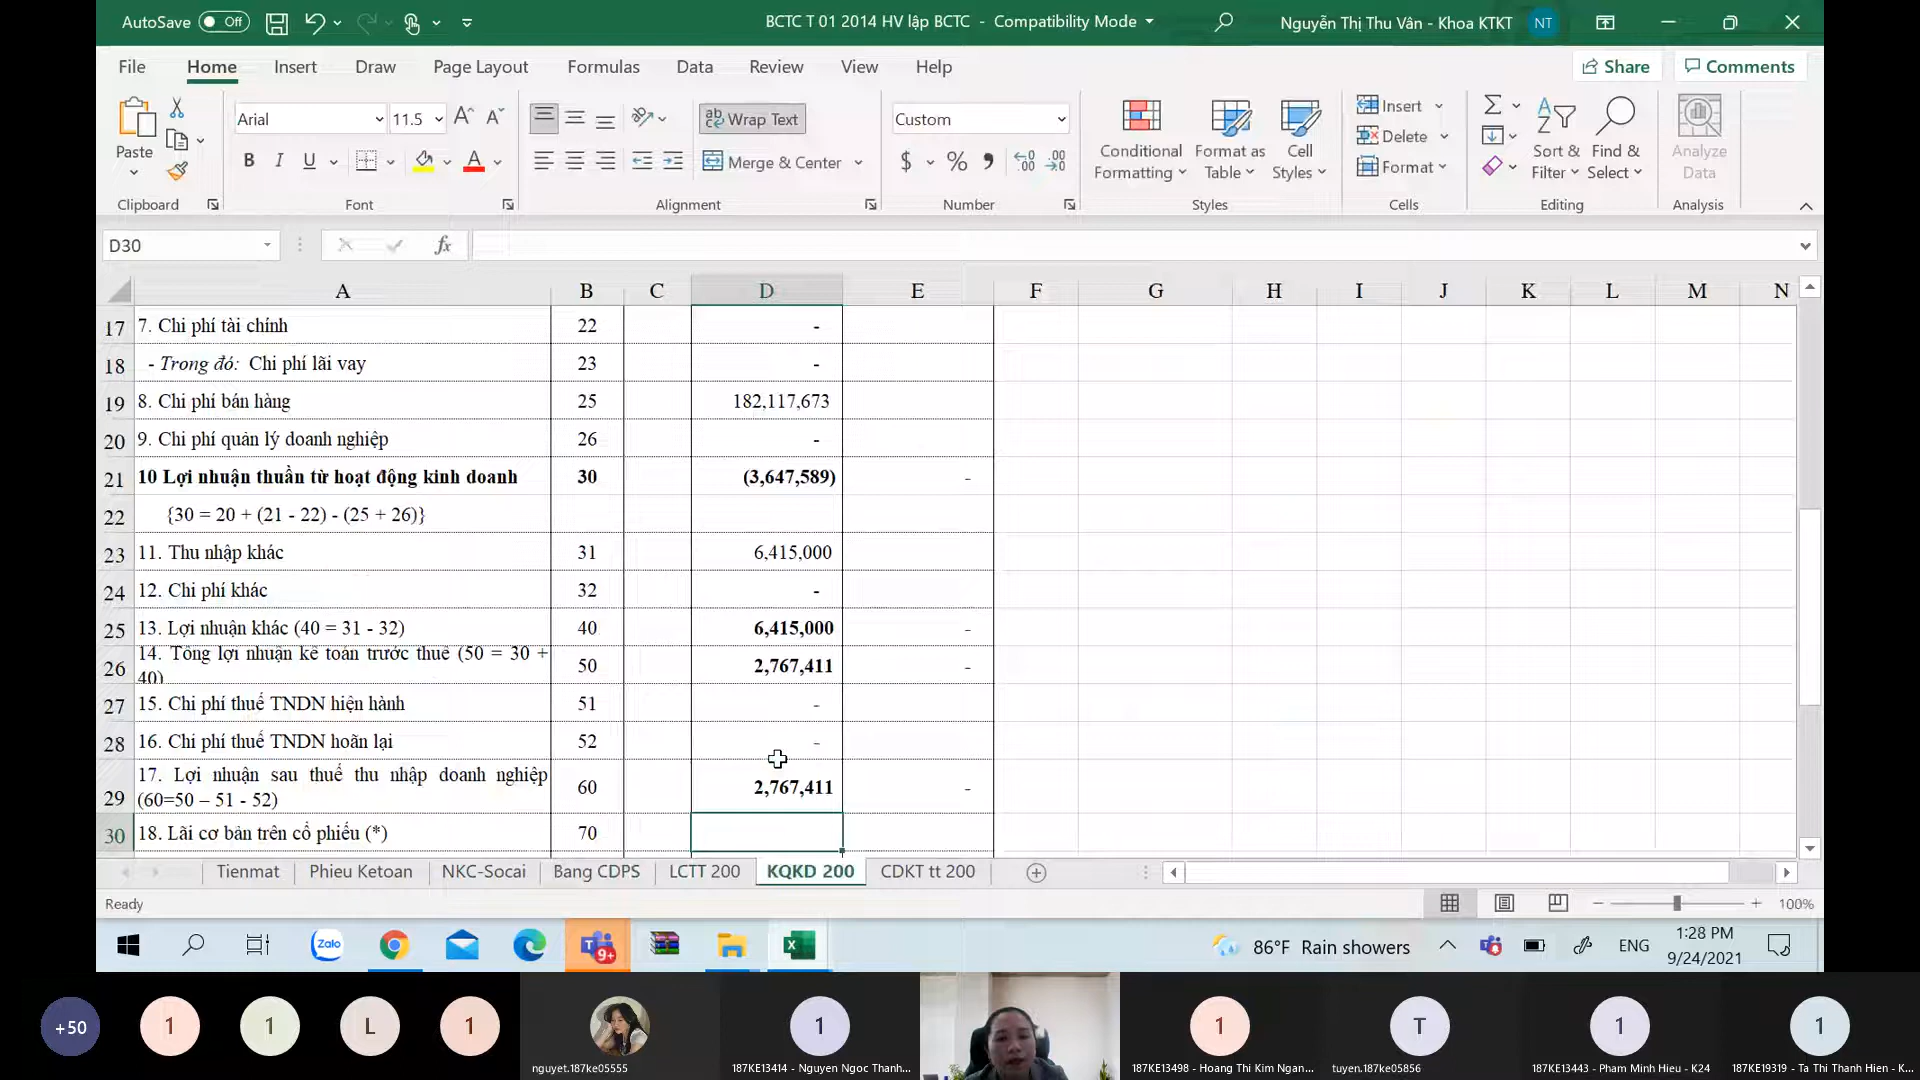 AutoSave Off
BCTC T 01 2014 HV lập BCTC - Compatibility Mode
Nguyễn Thị Thu Vân - Khoa KTKT NT
File Home Insert Draw Page Layout Formulas Data Review View Help
Share Comments
Paste
Clipboard
Arial 11.5
B I U
Font
Wrap Text
Merge & Center
Alignment
Custom
$ % 
Number
Conditional Formatting
Format as Table
Cell Styles
Styles
Insert
Delete
Format
Cells
Sort & Filter
Find & Select
Editing
Analyze Data
Analysis
D30 fx
A B C D E F G H I J K L M N
17 7. Chi phí tài chính 22 -
18 - Trong đó: Chi phí lãi vay 23 -
19 8. Chi phí bán hàng 25 182,117,673
20 9. Chi phí quản lý doanh nghiệp 26 -
21 10 Lợi nhuận thuần từ hoạt động kinh doanh 30 (3,647,589) -
22 {30 = 20 + (21 - 22) - (25 + 26)}
23 11. Thu nhập khác 31 6,415,000
24 12. Chi phí khác 32 -
25 13. Lợi nhuận khác (40 = 31 - 32) 40 6,415,000 -
26 14. Tổng lợi nhuận kế toán trước thuế (50 = 30 + 40) 50 2,767,411 -
27 15. Chi phí thuế TNDN hiện hành 51 -
28 16. Chi phí thuế TNDN hoãn lại 52 -
29 17. Lợi nhuận sau thuế thu nhập doanh nghiệp (60=50 – 51 - 52) 60 2,767,411 -
30 18. Lãi cơ bản trên cổ phiếu (*) 70
Tienmat Phieu Ketoan NKC-Socai Bang CDPS LCTT 200 KQKD 200 CDKT tt 200
Ready 100%
Zalo 9+ 86°F Rain showers ENG
1:28 PM
9/24/2021
+50 1 1 L 1 1 1 T 1 1
nguyet.187ke05555
187KE13414 - Nguyen Ngoc Thanh...
187KE13498 - Hoang Thi Kim Ngan...
tuyen.187ke05856
187KE13443 - Pham Minh Hieu - K24
187KE19319 - Ta Thi Thanh Hien - K...